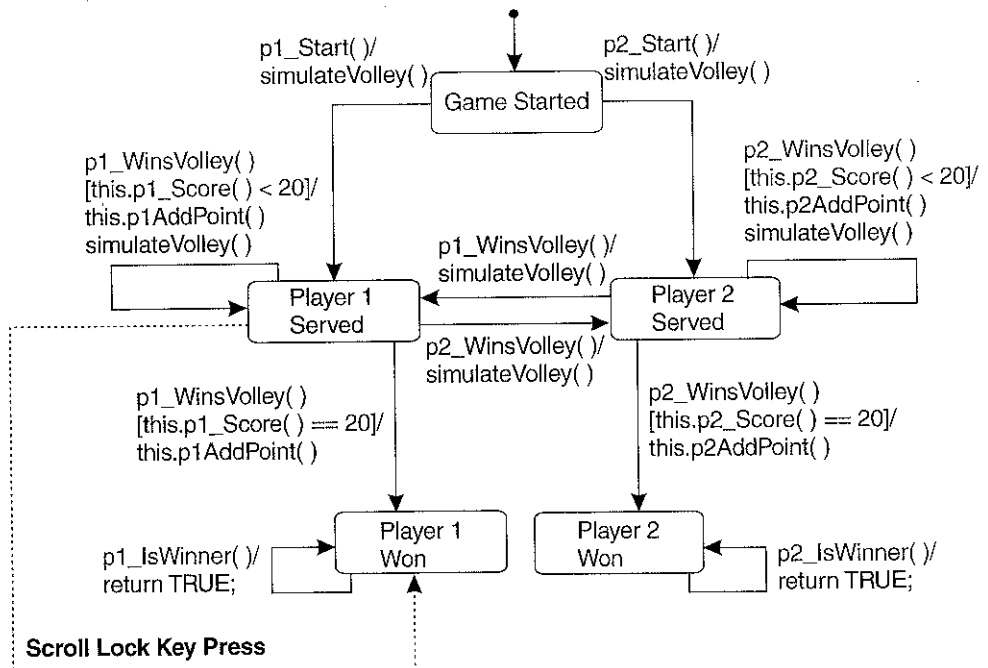 p1_Start( )/
simulateVolley( )
p2_Start( )/
simulateVolley( )
Game Started
p1_WinsVolley( )
[this.p1_Score( ) < 20]/
this.p1AddPoint( )
simulateVolley( )
p2_WinsVolley( )
[this.p2_Score( ) < 20]/
this.p2AddPoint( )
simulateVolley( )
p1_WinsVolley( )/
simulateVolley( )
Player 1
Served
Player 2
Served
p2_WinsVolley( )/
simulateVolley( )
p1_WinsVolley( )
[this.p1_Score( ) == 20]/
this.p1AddPoint( )
p2_WinsVolley( )
[this.p2_Score( ) == 20]/
this.p2AddPoint( )
Player 1
Won
Player 2
Won
p1_IsWinner( )/
return TRUE;
p2_IsWinner( )/
return TRUE;
Scroll Lock Key Press